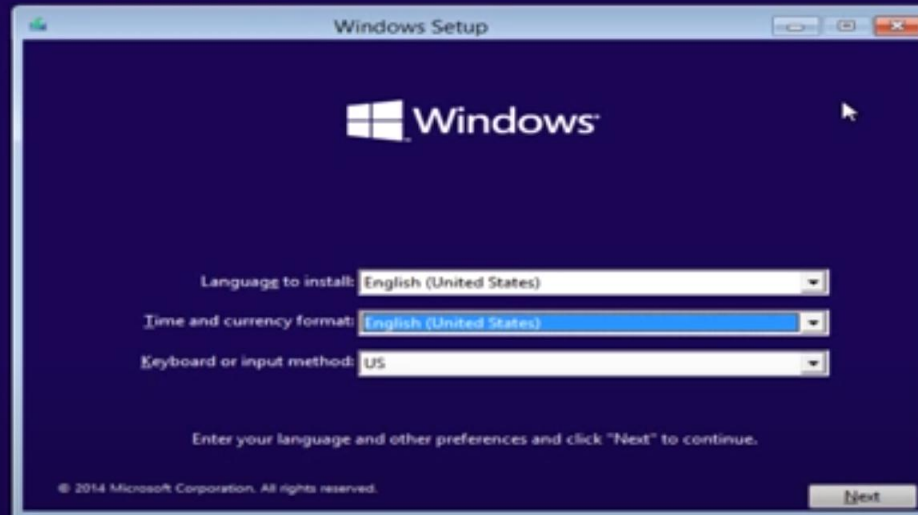 Windows Setup
Windows
Language to install: English (United States)
Time and currency format: English (United States)
Keyboard or input method: US
Enter your language and other preferences and click "Next" to continue.
© 2014 Microsoft Corporation. All rights reserved.
Next